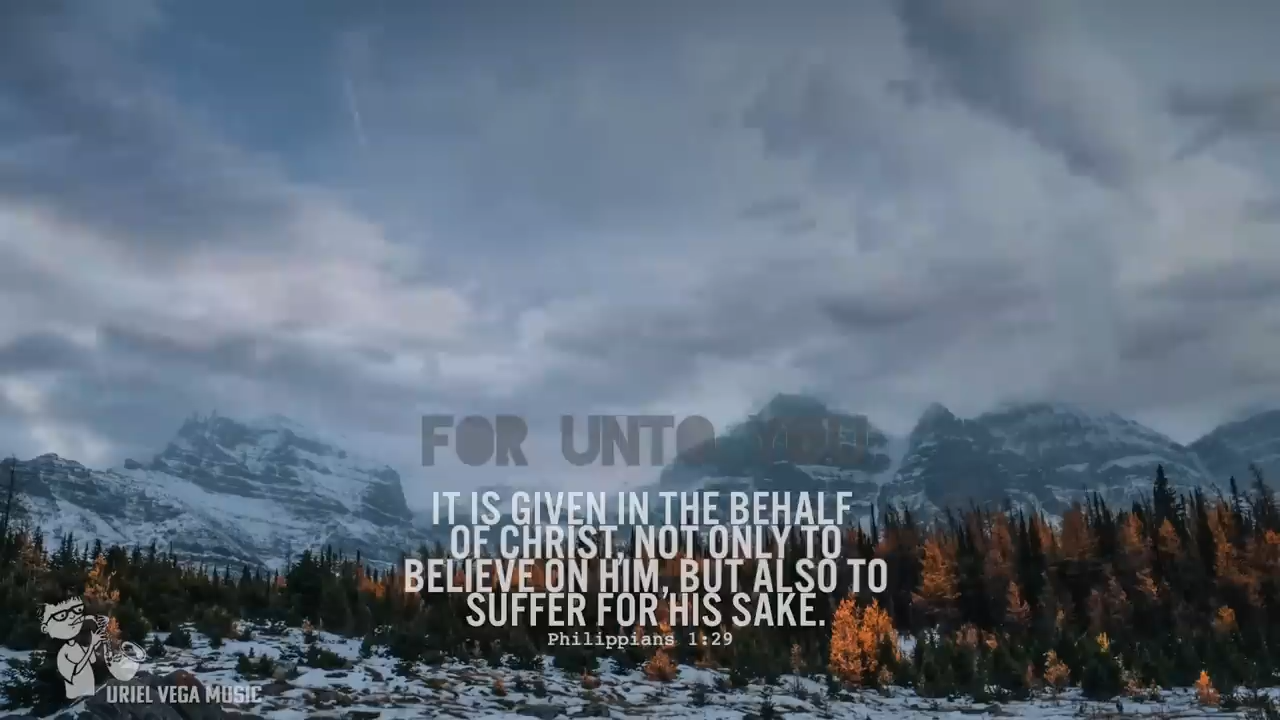 FOR UNTO YOU
IT IS GIVEN IN THE BEHALF
OF CHRIST, NOT ONLY TO
BELIEVE ON HIM, BUT ALSO TO
SUFFER FOR HIS SAKE.
Philippians 1:29
URIEL VEGA MUSIC